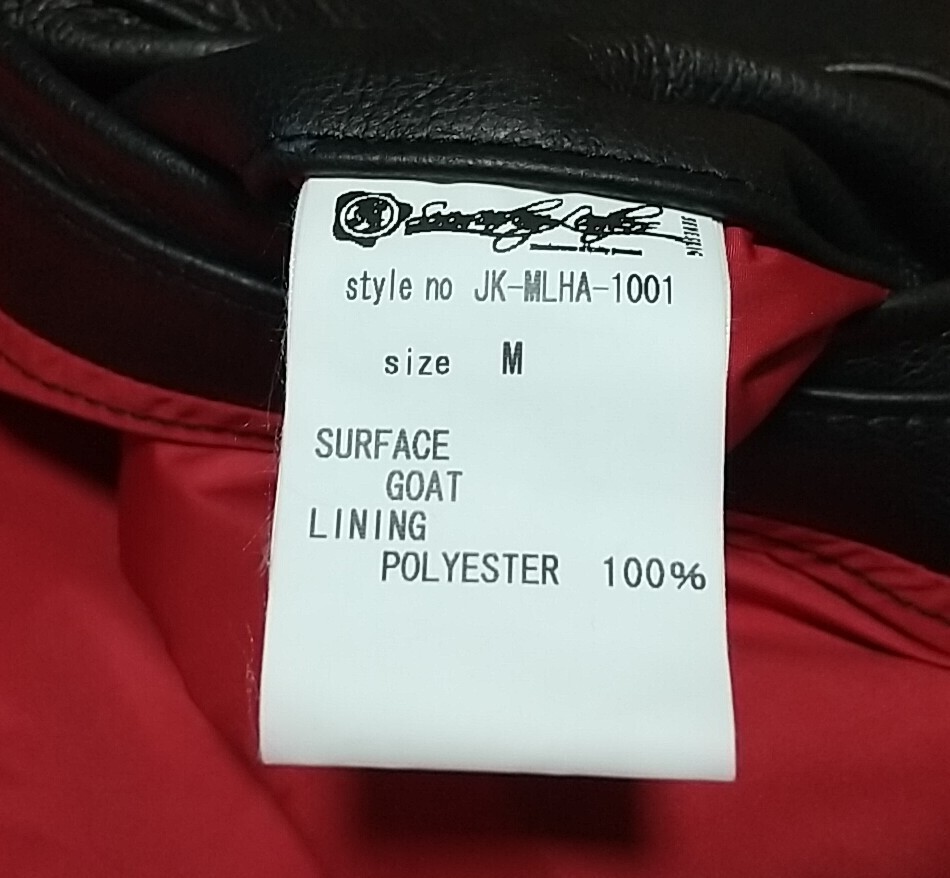 style no JK-MLHA-1001
size M
SURFACE
GOAT
LINING
POLYESTER 100%